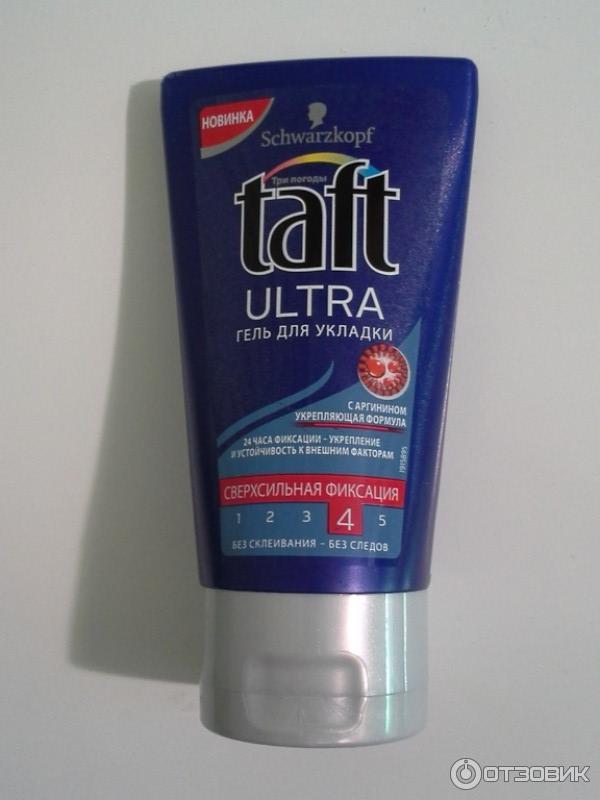 НОВИНКА
Schwarzkopf
Три погоды
taft
ULTRA
ГЕЛЬ ДЛЯ УКЛАДКИ
С АРГИНИНОМ
УКРЕПЛЯЮЩАЯ ФОРМУЛА
24 ЧАСА ФИКСАЦИИ – УКРЕПЛЕНИЕ
И УСТОЙЧИВОСТЬ К ВНЕШНИМ ФАКТОРАМ
1915895
СВЕРХСИЛЬНАЯ ФИКСАЦИЯ
1 2 3 4 5
БЕЗ СКЛЕИВАНИЯ – БЕЗ СЛЕДОВ
ОТЗОВИК